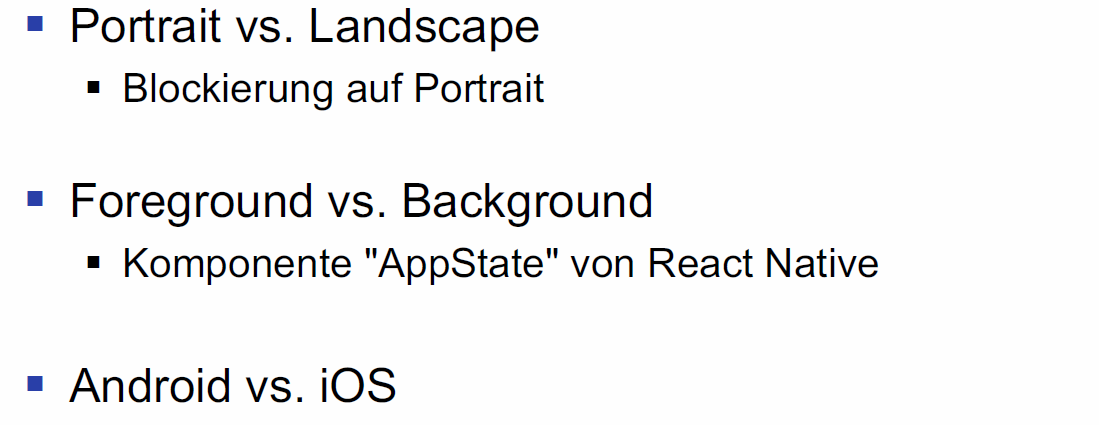 Portrait vs. Landscape
Blockierung auf Portrait
Foreground vs. Background
Komponente "AppState" von React Native
Android vs. iOS